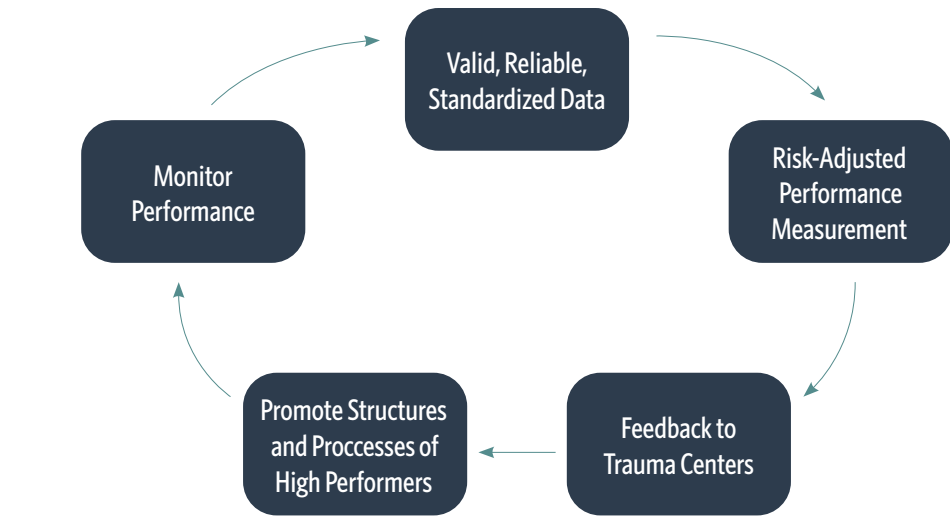 Valid, Reliable,
Standardized Data
Risk-Adjusted
Performance
Measurement
Feedback to
Trauma Centers
Promote Structures
and Proccesses of
High Performers
Monitor
Performance